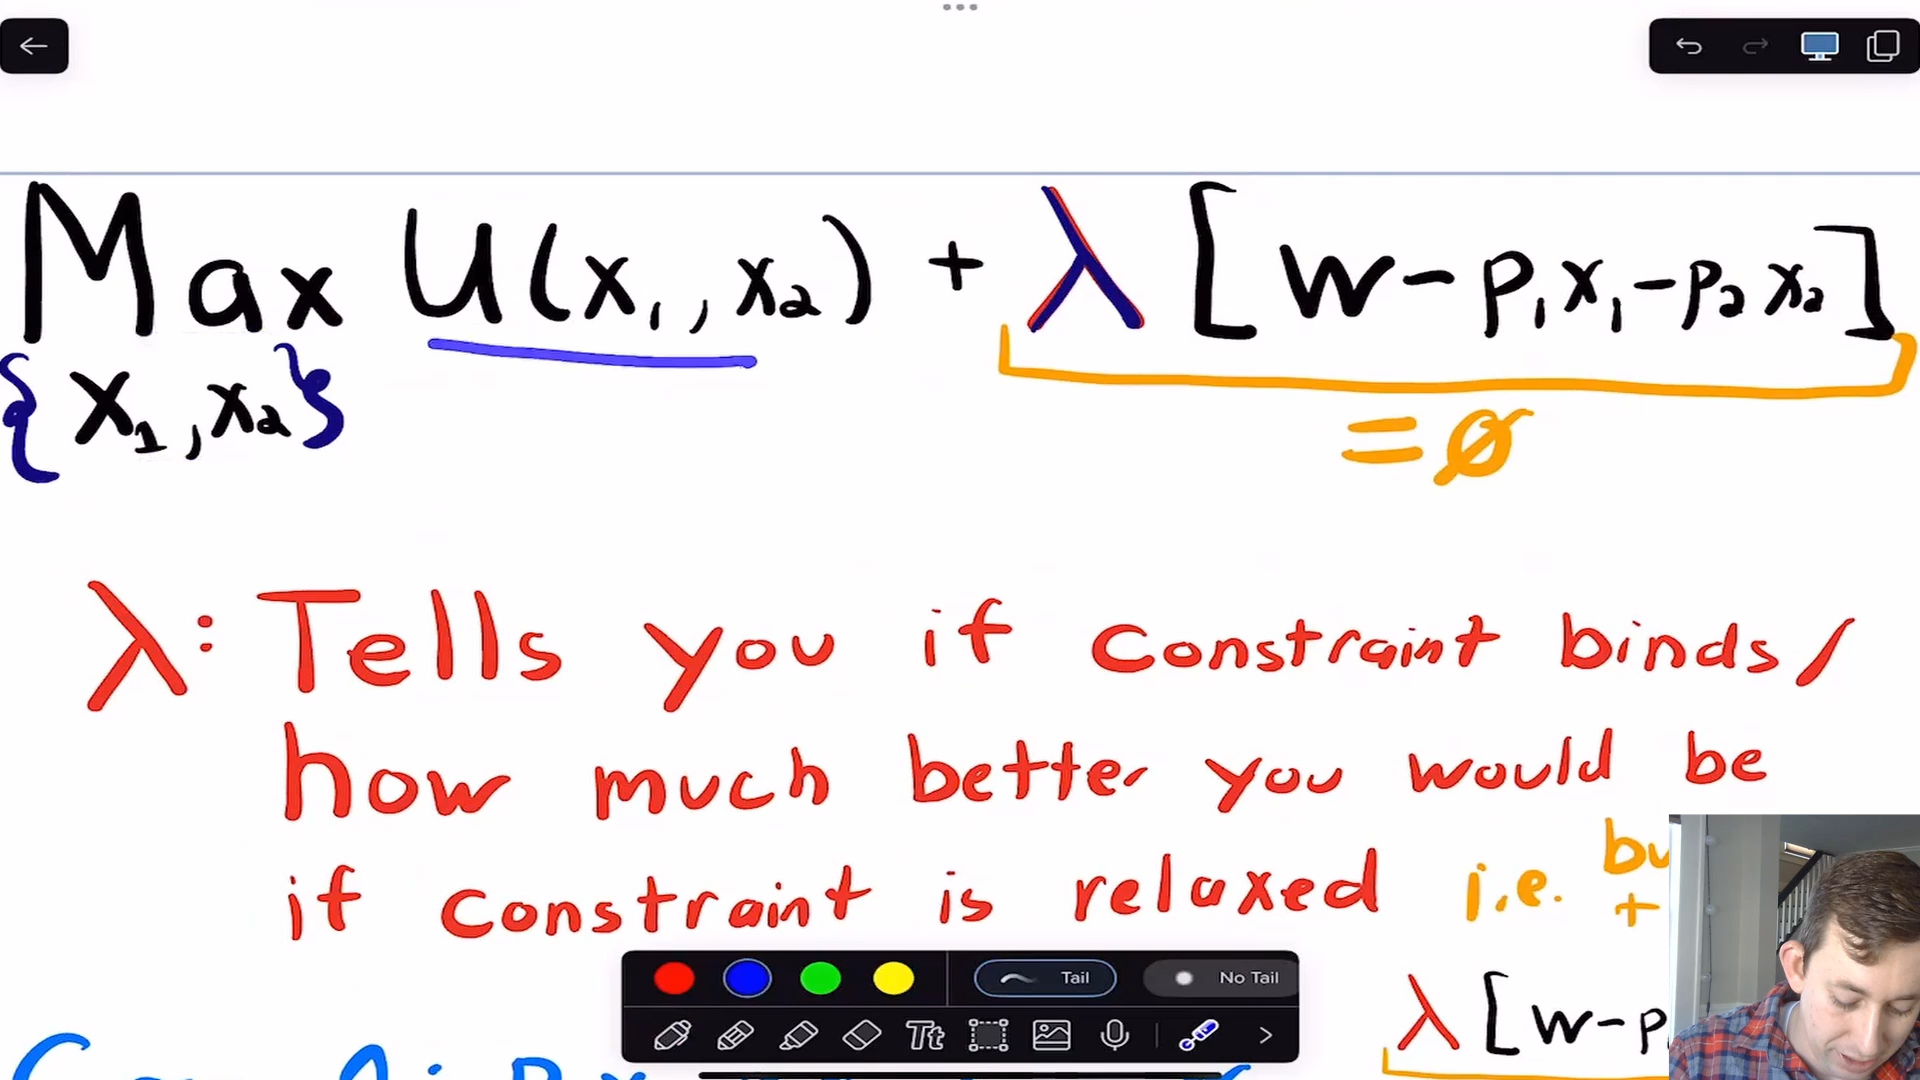 Max U(x₁, x₂) + λ[w-p₁x₁-p₂x₂]
{x₁, x₂}
= ∅
λ: Tells you if constraint binds/
how much better you would be
if constraint is relaxed i.e.
+
λ[w-p
Tail No Tail
Tt